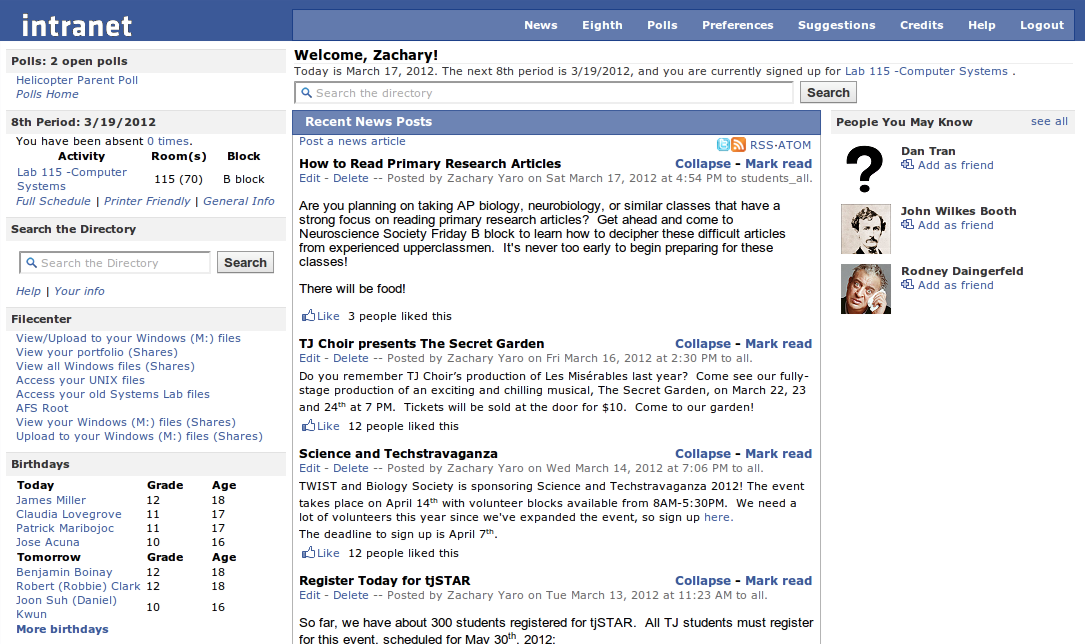 intranet
News Eighth Polls Preferences Suggestions Credits Help Logout
Polls: 2 open polls
Helicopter Parent Poll
Polls Home
8th Period: 3/19/2012
You have been absent 0 times.
Activity Room(s) Block
Lab 115 -Computer
Systems
115 (70) B block
Full Schedule | Printer Friendly | General Info
Search the Directory
Search the Directory Search
Help | Your info
Filecenter
View/Upload to your Windows (M:) files
View your portfolio (Shares)
View all Windows files (Shares)
Access your UNIX files
Access your old Systems Lab files
AFS Root
View your Windows (M:) files (Shares)
Upload to your Windows (M:) files (Shares)
Birthdays
Today Grade Age
James Miller 12 18
Claudia Lovegrove 11 17
Patrick Maribojoc 11 17
Jose Acuna 10 16
Tomorrow Grade Age
Benjamin Boinay 12 18
Robert (Robbie) Clark 12 18
Joon Suh (Daniel)
Kwun
10 16
More birthdays
Welcome, Zachary!
Today is March 17, 2012. The next 8th period is 3/19/2012, and you are currently signed up for Lab 115 -Computer Systems .
Search the directory Search
Recent News Posts
Post a news article RSS·ATOM
How to Read Primary Research Articles Collapse - Mark read
Edit - Delete -- Posted by Zachary Yaro on Sat March 17, 2012 at 4:54 PM to students_all.
Are you planning on taking AP biology, neurobiology, or similar classes that have a
strong focus on reading primary research articles?  Get ahead and come to
Neuroscience Society Friday B block to learn how to decipher these difficult articles
from experienced upperclassmen.  It's never too early to begin preparing for these
classes!
There will be food!
Like 3 people liked this
TJ Choir presents The Secret Garden Collapse - Mark read
Edit - Delete -- Posted by Zachary Yaro on Fri March 16, 2012 at 2:30 PM to all.
Do you remember TJ Choir's production of Les Misérables last year?  Come see our fully-
stage production of an exciting and chilling musical, The Secret Garden, on March 22, 23
and 24th at 7 PM.  Tickets will be sold at the door for $10.  Come to our garden!
Like 12 people liked this
Science and Techstravaganza Collapse - Mark read
Edit - Delete -- Posted by Zachary Yaro on Wed March 14, 2012 at 7:06 PM to all.
TWIST and Biology Society is sponsoring Science and Techstravaganza 2012! The event
takes place on April 14th with volunteer blocks available from 8AM-5:30PM.  We need a
lot of volunteers this year since we've expanded the event, so sign up here.
The deadline to sign up is April 7th.
Like 12 people liked this
Register Today for tjSTAR Collapse - Mark read
Edit - Delete -- Posted by Zachary Yaro on Tue March 13, 2012 at 11:23 AM to all.
So far, we have about 300 students registered for tjSTAR.  All TJ students must register
for this event, scheduled for May 30th, 2012:
People You May Know see all
?
Dan Tran
Add as friend
John Wilkes Booth
Add as friend
Rodney Daingerfeld
Add as friend